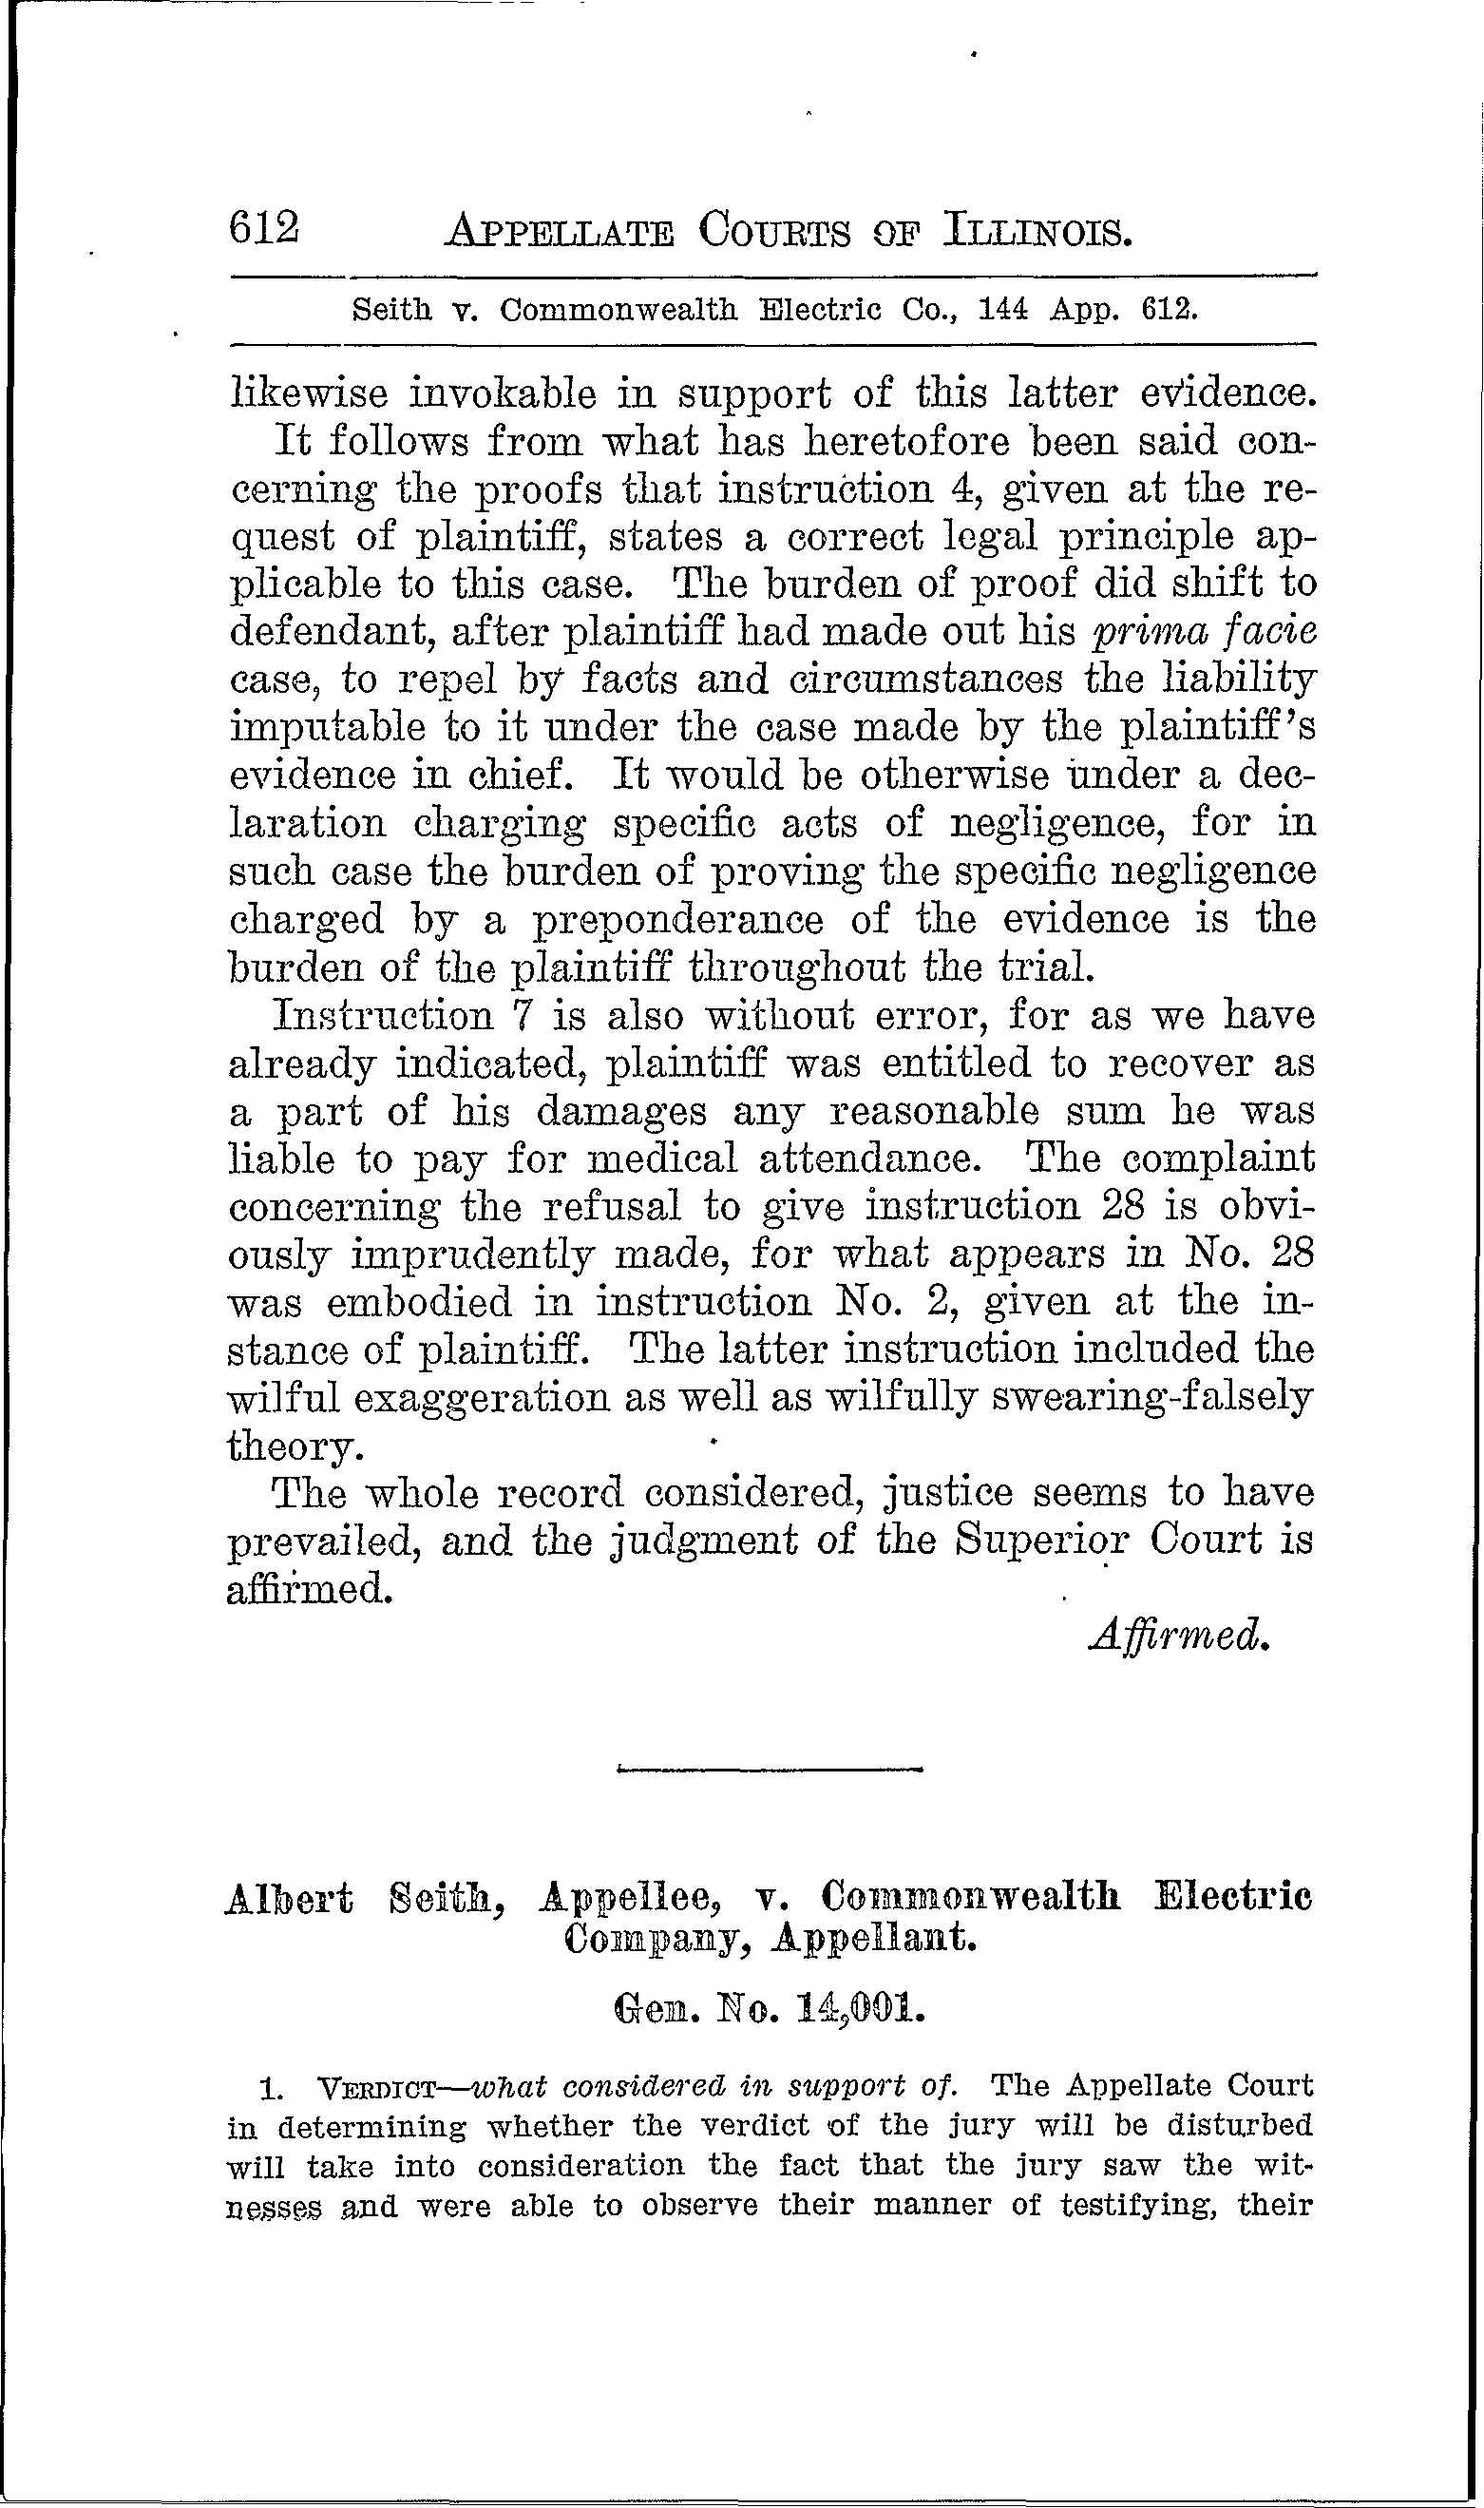 612 APPELLATE COURTS OF ILLINOIS.
Seith v. Commonwealth Electric Co., 144 App. 612.
likewise invokable in support of this latter evidence.
It follows from what has heretofore been said con-
cerning the proofs that instruction 4, given at the re-
quest of plaintiff, states a correct legal principle ap-
plicable to this case. The burden of proof did shift to
defendant, after plaintiff had made out his prima facie
case, to repel by facts and circumstances the liability
imputable to it under the case made by the plaintiff's
evidence in chief. It would be otherwise under a dec-
laration charging specific acts of negligence, for in
such case the burden of proving the specific negligence
charged by a preponderance of the evidence is the
burden of the plaintiff throughout the trial.
Instruction 7 is also without error, for as we have
already indicated, plaintiff was entitled to recover as
a part of his damages any reasonable sum he was
liable to pay for medical attendance. The complaint
concerning the refusal to give instruction 28 is obvi-
ously imprudently made, for what appears in No. 28
was embodied in instruction No. 2, given at the in-
stance of plaintiff. The latter instruction included the
wilful exaggeration as well as wilfully swearing-falsely
theory.
The whole record considered, justice seems to have
prevailed, and the judgment of the Superior Court is
affirmed.
Affirmed.
Albert Seith, Appellee, v. Commonwealth Electric
Company, Appellant.
Gen. No. 14,001.
1. VERDICT—what considered in support of. The Appellate Court
in determining whether the verdict of the jury will be disturbed
will take into consideration the fact that the jury saw the wit-
nesses and were able to observe their manner of testifying, their